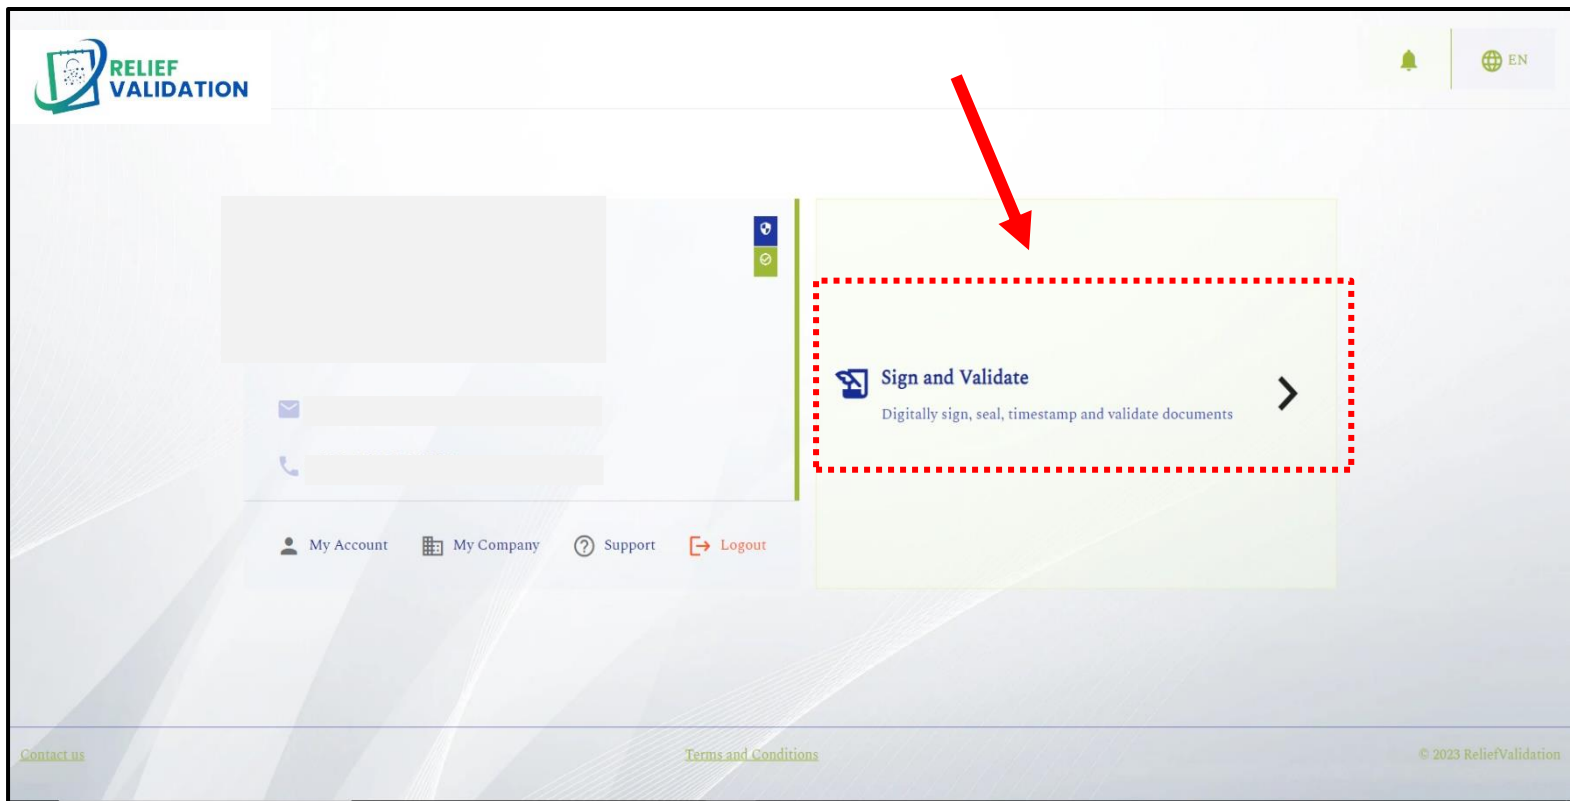 RELIEF
VALIDATION
EN
Sign and Validate
Digitally sign, seal, timestamp and validate documents
My Account
My Company
Support
Logout
Contact us
Terms and Conditions
© 2023 ReliefValidation